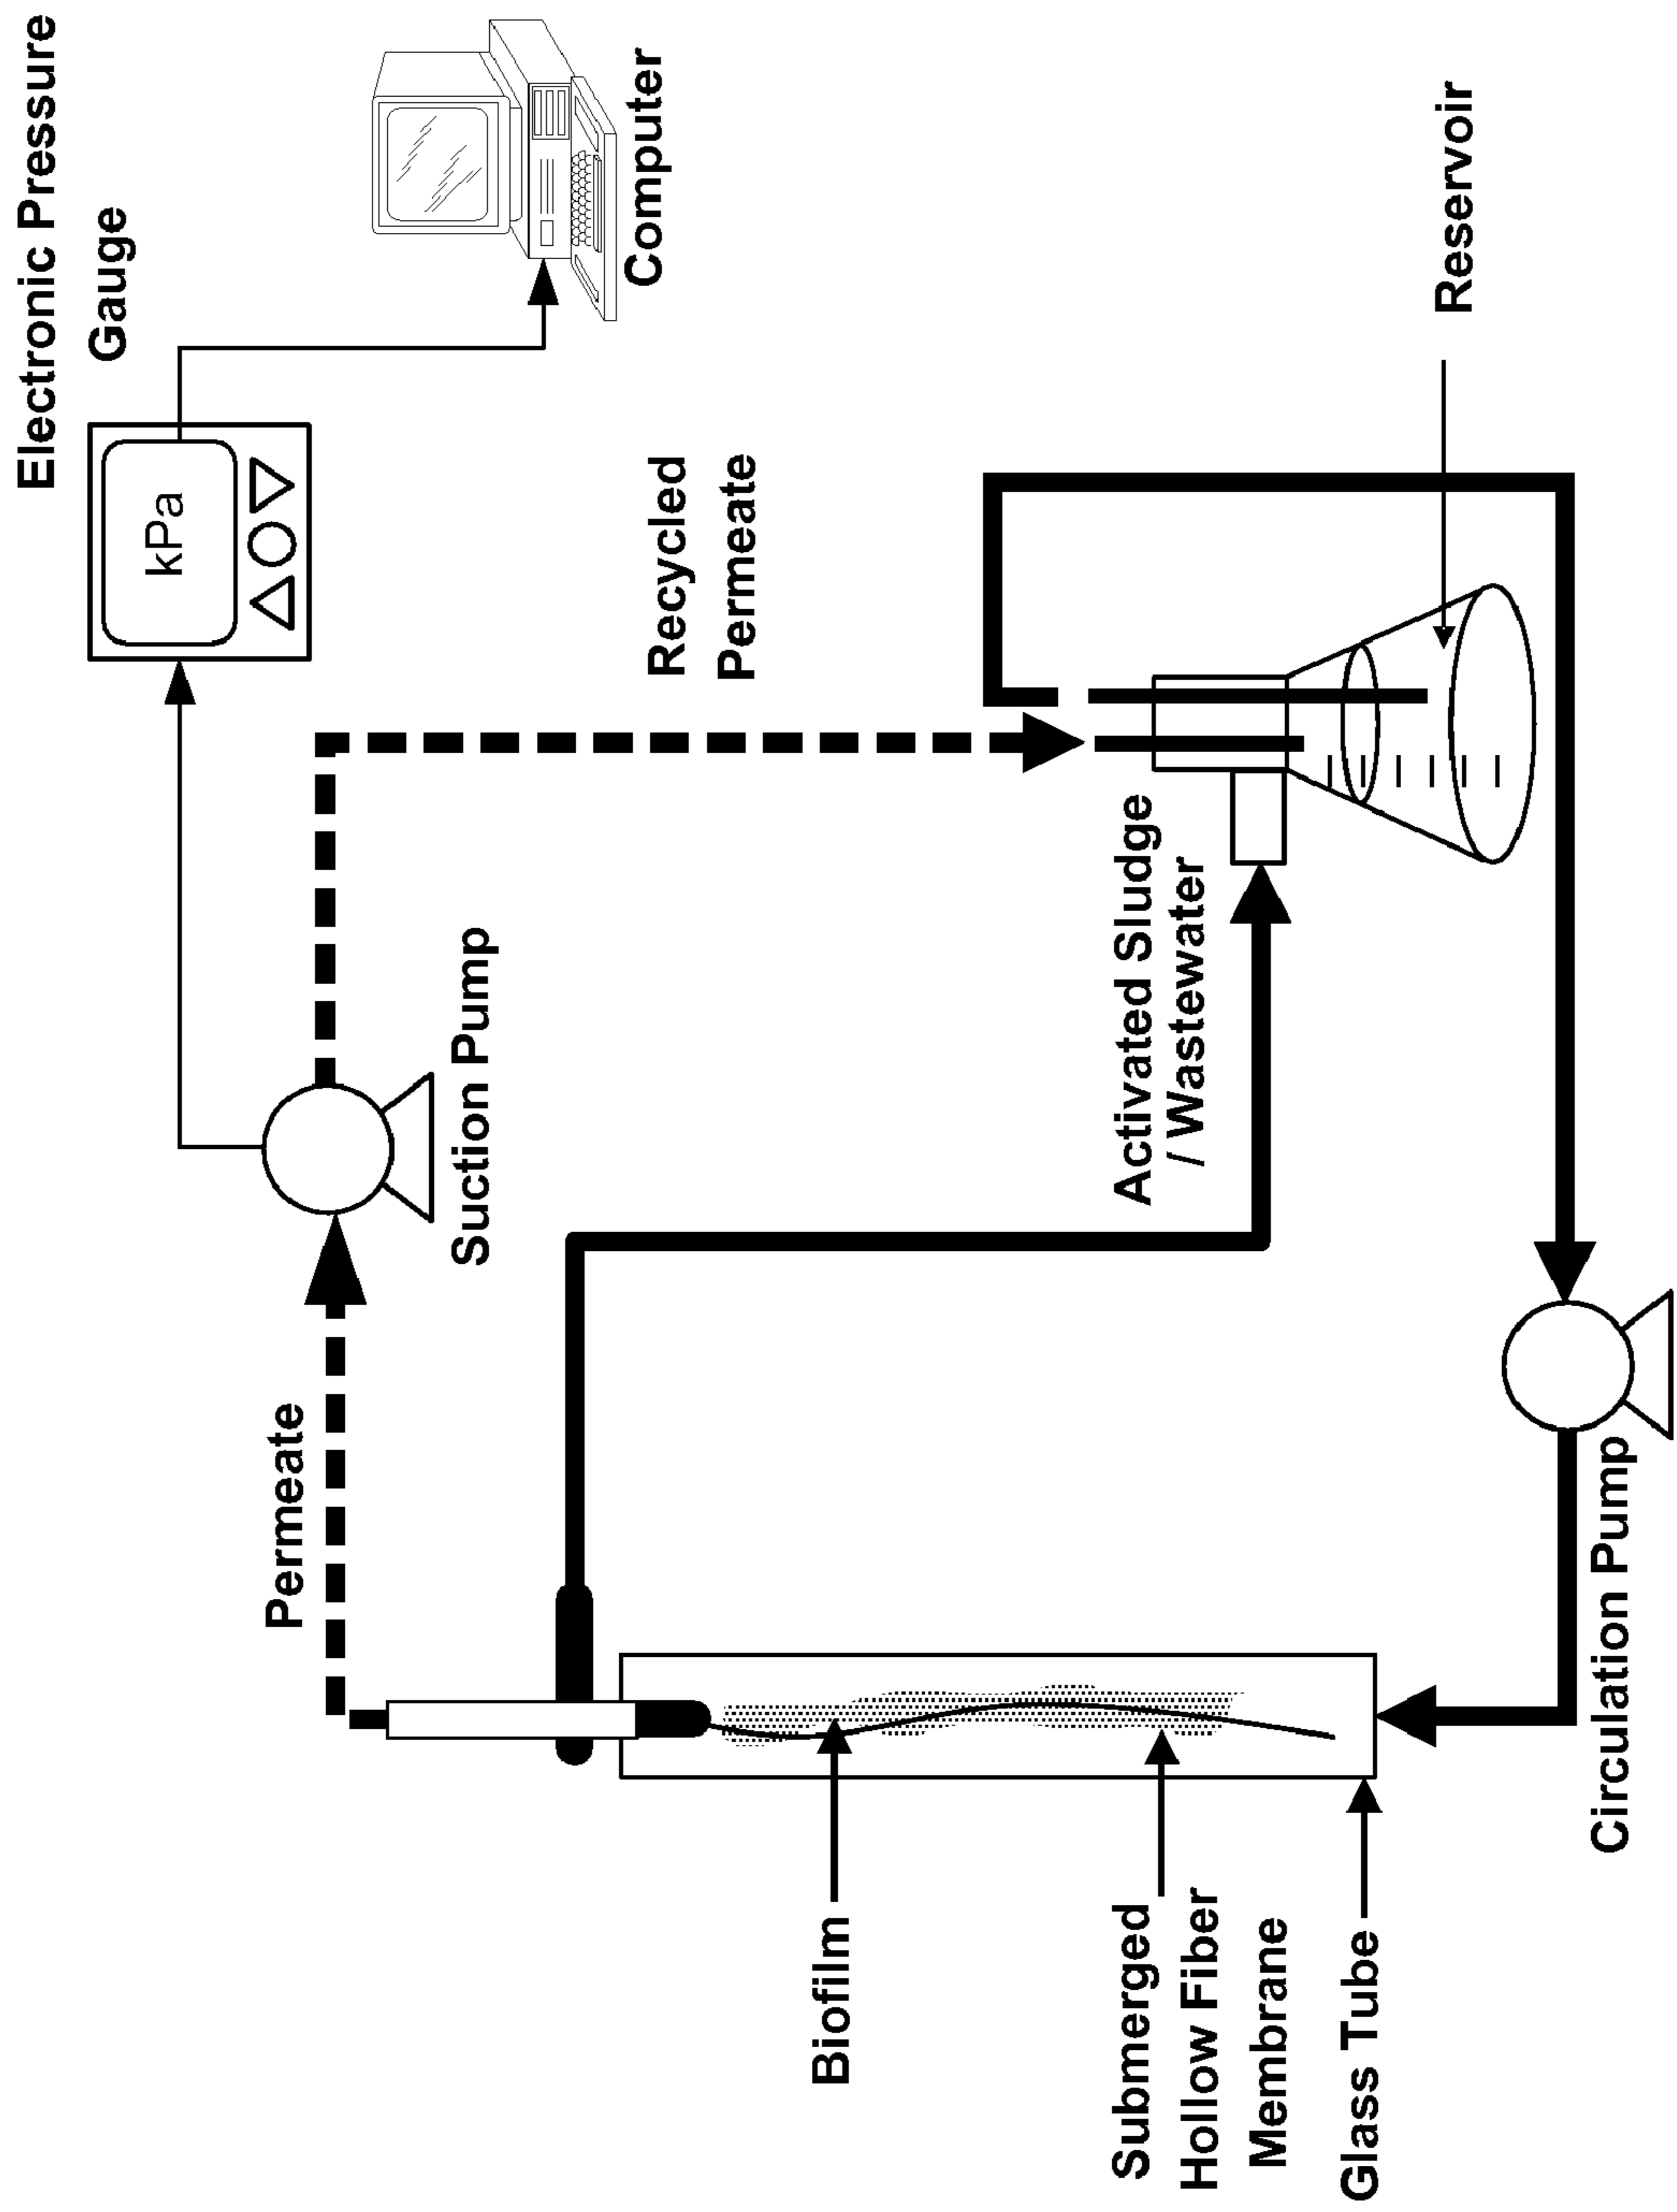 Electronic Pressure
Gauge
kPa
Computer
Permeate
Suction Pump
Recycled
Permeate
Biofilm
Activated Sludge
/ Wastewater
Reservoir
Submerged
Hollow Fiber
Membrane
Glass Tube
Circulation Pump